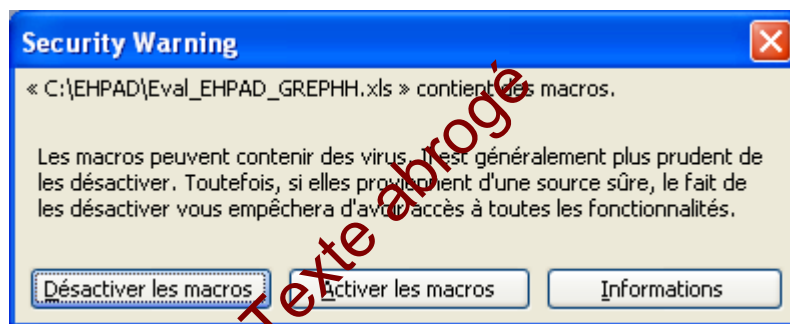 Security Warning
« C:\EHPAD\Eval_EHPAD_GREPHH.xls » contient des macros.
Les macros peuvent contenir des virus. Il est généralement plus prudent de
les désactiver. Toutefois, si elles proviennent d'une source sûre, le fait de
les désactiver vous empêchera d'avoir accès à toutes les fonctionnalités.
Désactiver les macros
Activer les macros
Informations
Texte abrogé